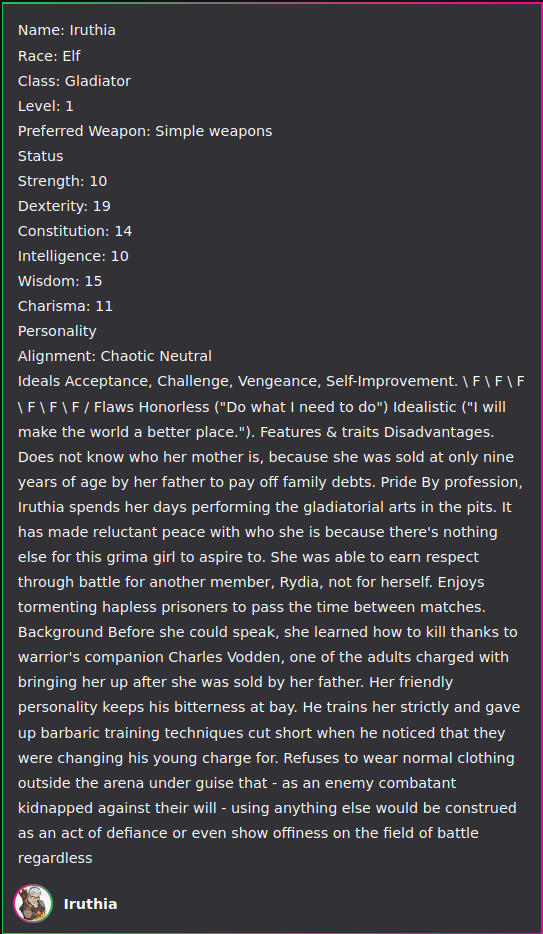 Name: Iruthia
Race: Elf
Class: Gladiator
Level: 1
Preferred Weapon: Simple weapons
Status
Strength: 10
Dexterity: 19
Constitution: 14
Intelligence: 10
Wisdom: 15
Charisma: 11
Personality
Alignment: Chaotic Neutral
Ideals Acceptance, Challenge, Vengeance, Self-Improvement. \ F \ F \ F
\ F \ F \ F / Flaws Honorless ("Do what I need to do") Idealistic ("I will
make the world a better place."). Features & traits Disadvantages.
Does not know who her mother is, because she was sold at only nine
years of age by her father to pay off family debts. Pride By profession,
Iruthia spends her days performing the gladiatorial arts in the pits. It
has made reluctant peace with who she is because there's nothing
else for this grima girl to aspire to. She was able to earn respect
through battle for another member, Rydia, not for herself. Enjoys
tormenting hapless prisoners to pass the time between matches.
Background Before she could speak, she learned how to kill thanks to
warrior's companion Charles Vodden, one of the adults charged with
bringing her up after she was sold by her father. Her friendly
personality keeps his bitterness at bay. He trains her strictly and gave
up barbaric training techniques cut short when he noticed that they
were changing his young charge for. Refuses to wear normal clothing
outside the arena under guise that - as an enemy combatant
kidnapped against their will - using anything else would be construed
as an act of defiance or even show offiness on the field of battle
regardless
Iruthia